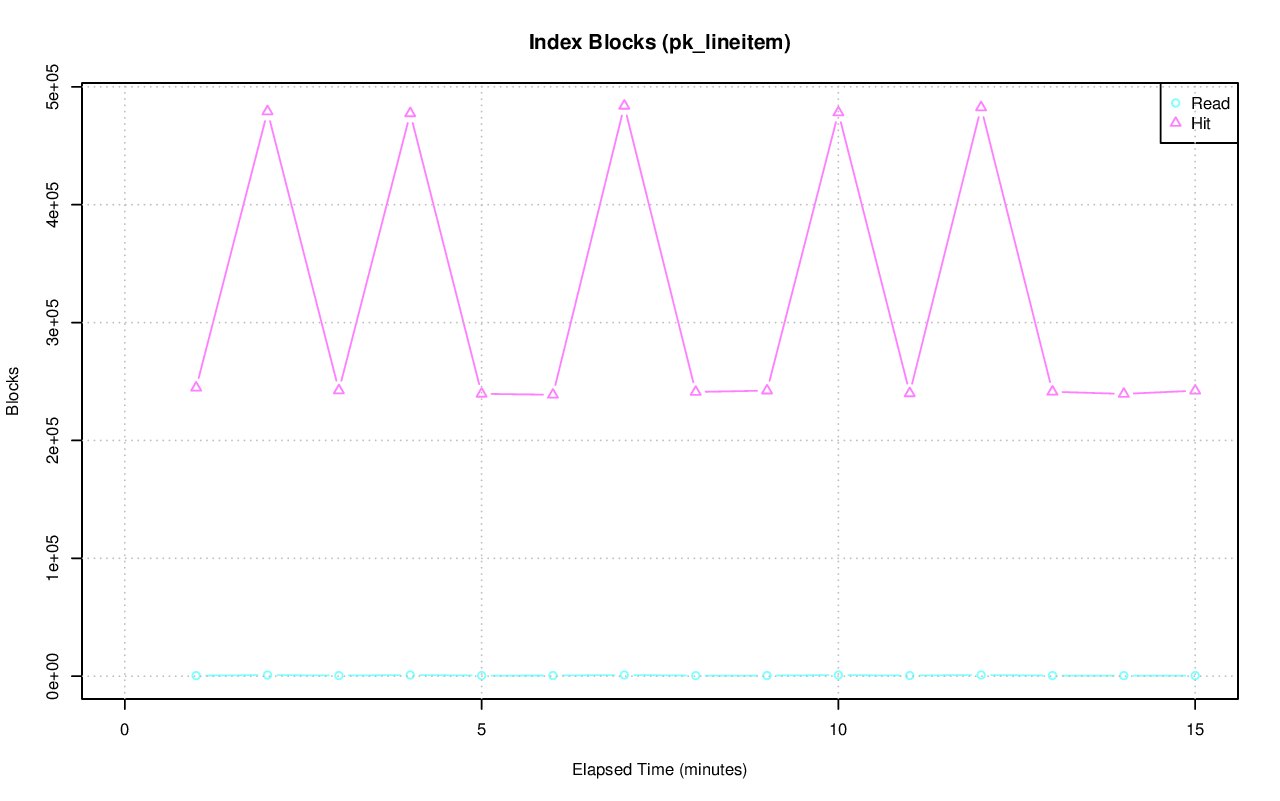 Index Blocks (pk_lineitem)
Read
Hit
Blocks
5e+05
4e+05
3e+05
2e+05
1e+05
0e+00
0 5 10 15
Elapsed Time (minutes)